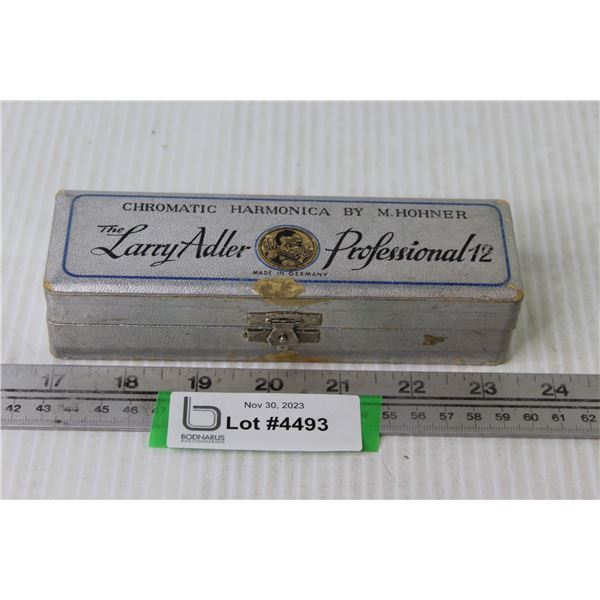 CHROMATIC HARMONICA BY M. HOHNER
The Larry Adler Professional 12
MADE IN GERMANY
17 18 19 20 21 22 23 24
42 43 44 45 46 47 55 56 57 58 59 60 61 62
Nov 30, 2023
Lot #4493
b
BODNARUS
AUCTIONEERING